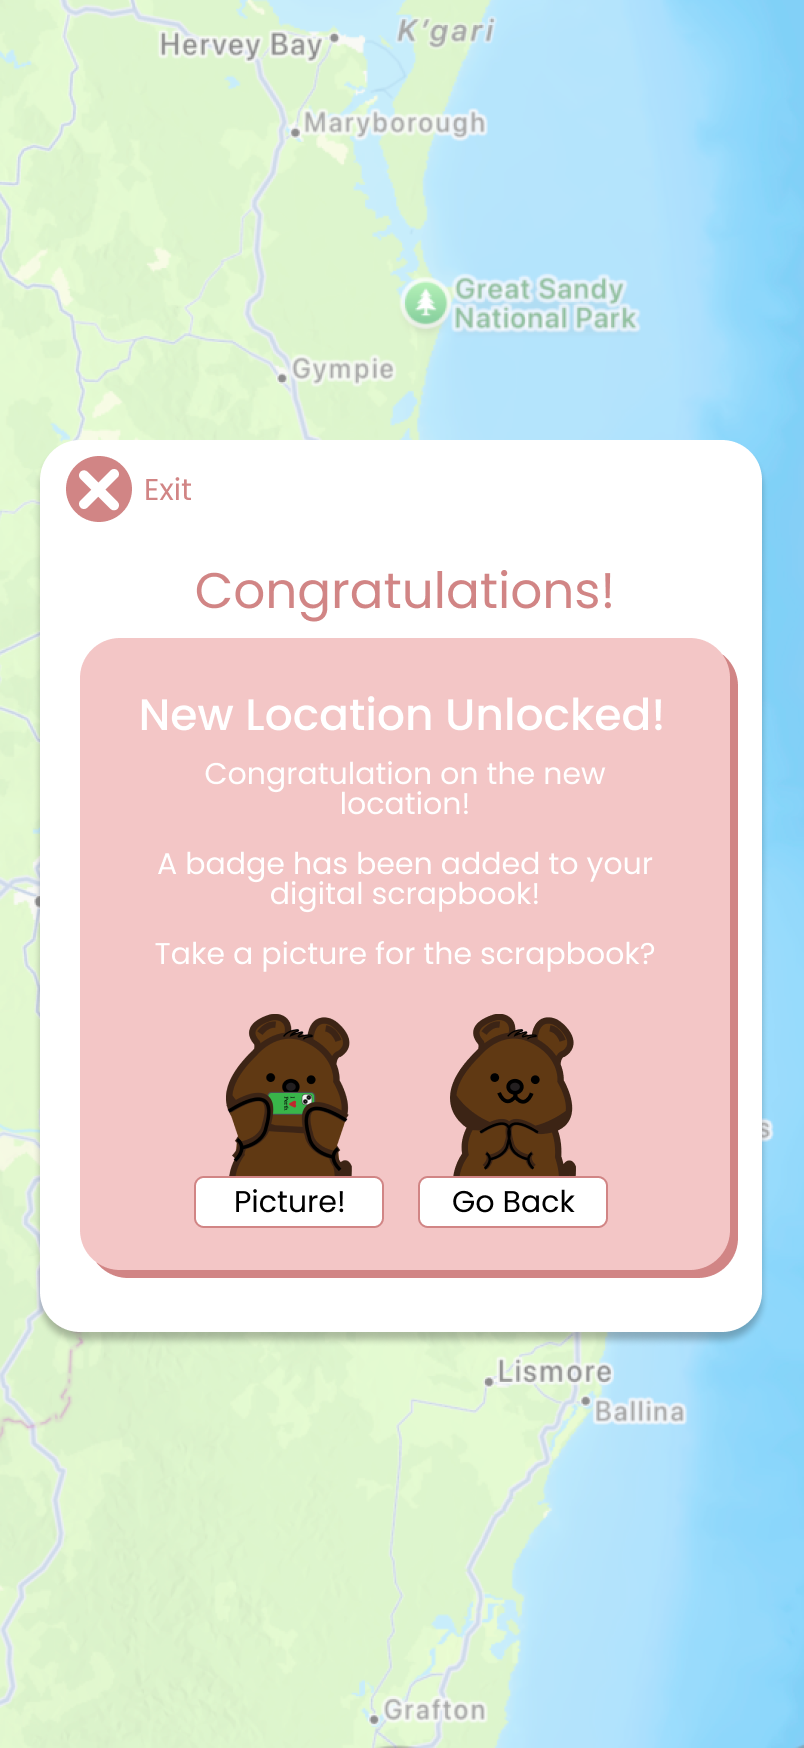 K'gari
Hervey Bay
Maryborough
Great Sandy
National Park
Gympie
Exit
Congratulations!
New Location Unlocked!
Congratulation on the new
location!
A badge has been added to your
digital scrapbook!
Take a picture for the scrapbook?
Picture!
Go Back
s
Lismore
Ballina
Grafton